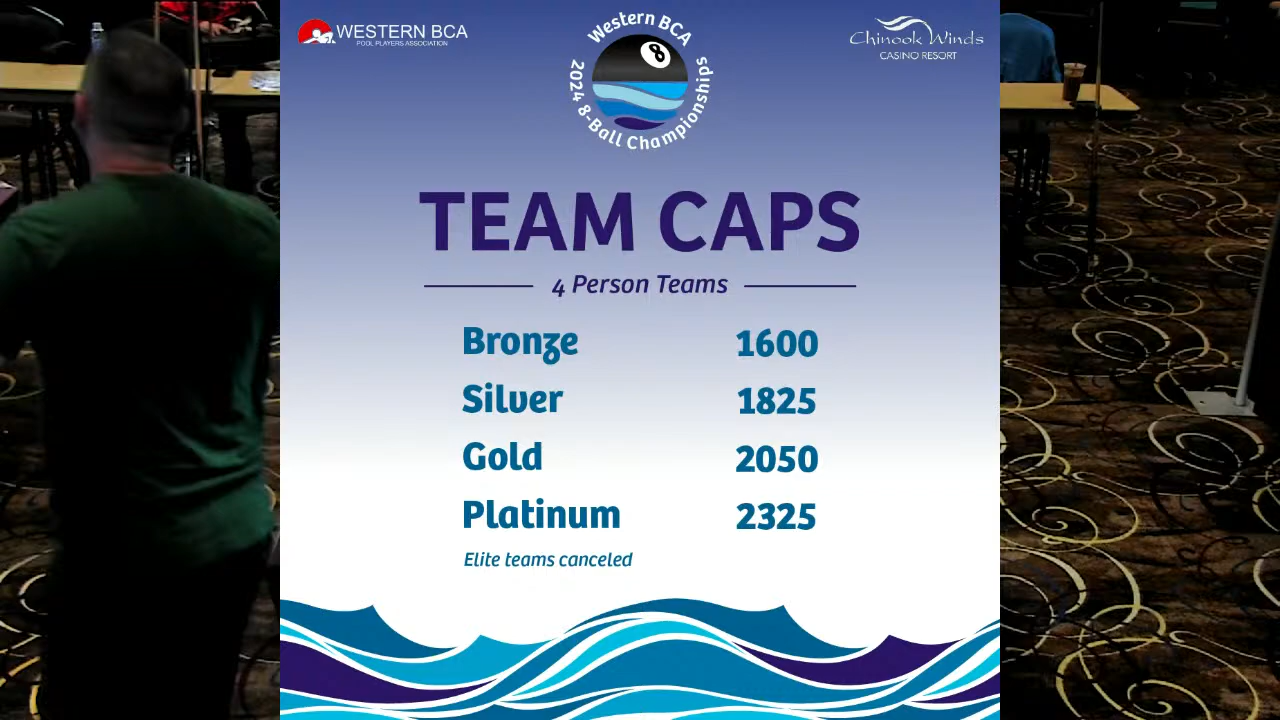 WESTERN BCA
POOL PLAYERS ASSOCIATION
Western BCA
8
2024 8-Ball Championships
Chinook Winds
CASINO RESORT
TEAM CAPS
4 Person Teams
Bronze 1600
Silver 1825
Gold 2050
Platinum 2325
Elite teams canceled